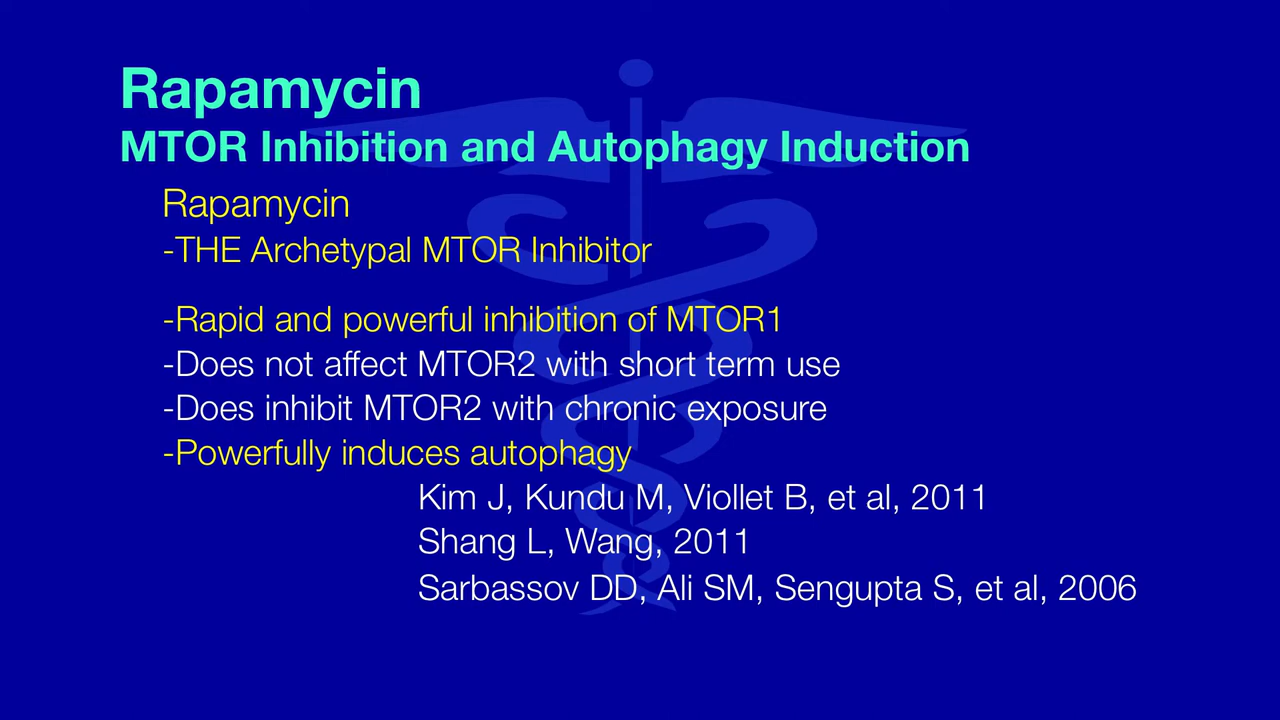 Rapamycin
MTOR Inhibition and Autophagy Induction
Rapamycin
-THE Archetypal MTOR Inhibitor
-Rapid and powerful inhibition of MTOR1
-Does not affect MTOR2 with short term use
-Does inhibit MTOR2 with chronic exposure
-Powerfully induces autophagy
Kim J, Kundu M, Viollet B, et al, 2011
Shang L, Wang, 2011
Sarbassov DD, Ali SM, Sengupta S, et al, 2006